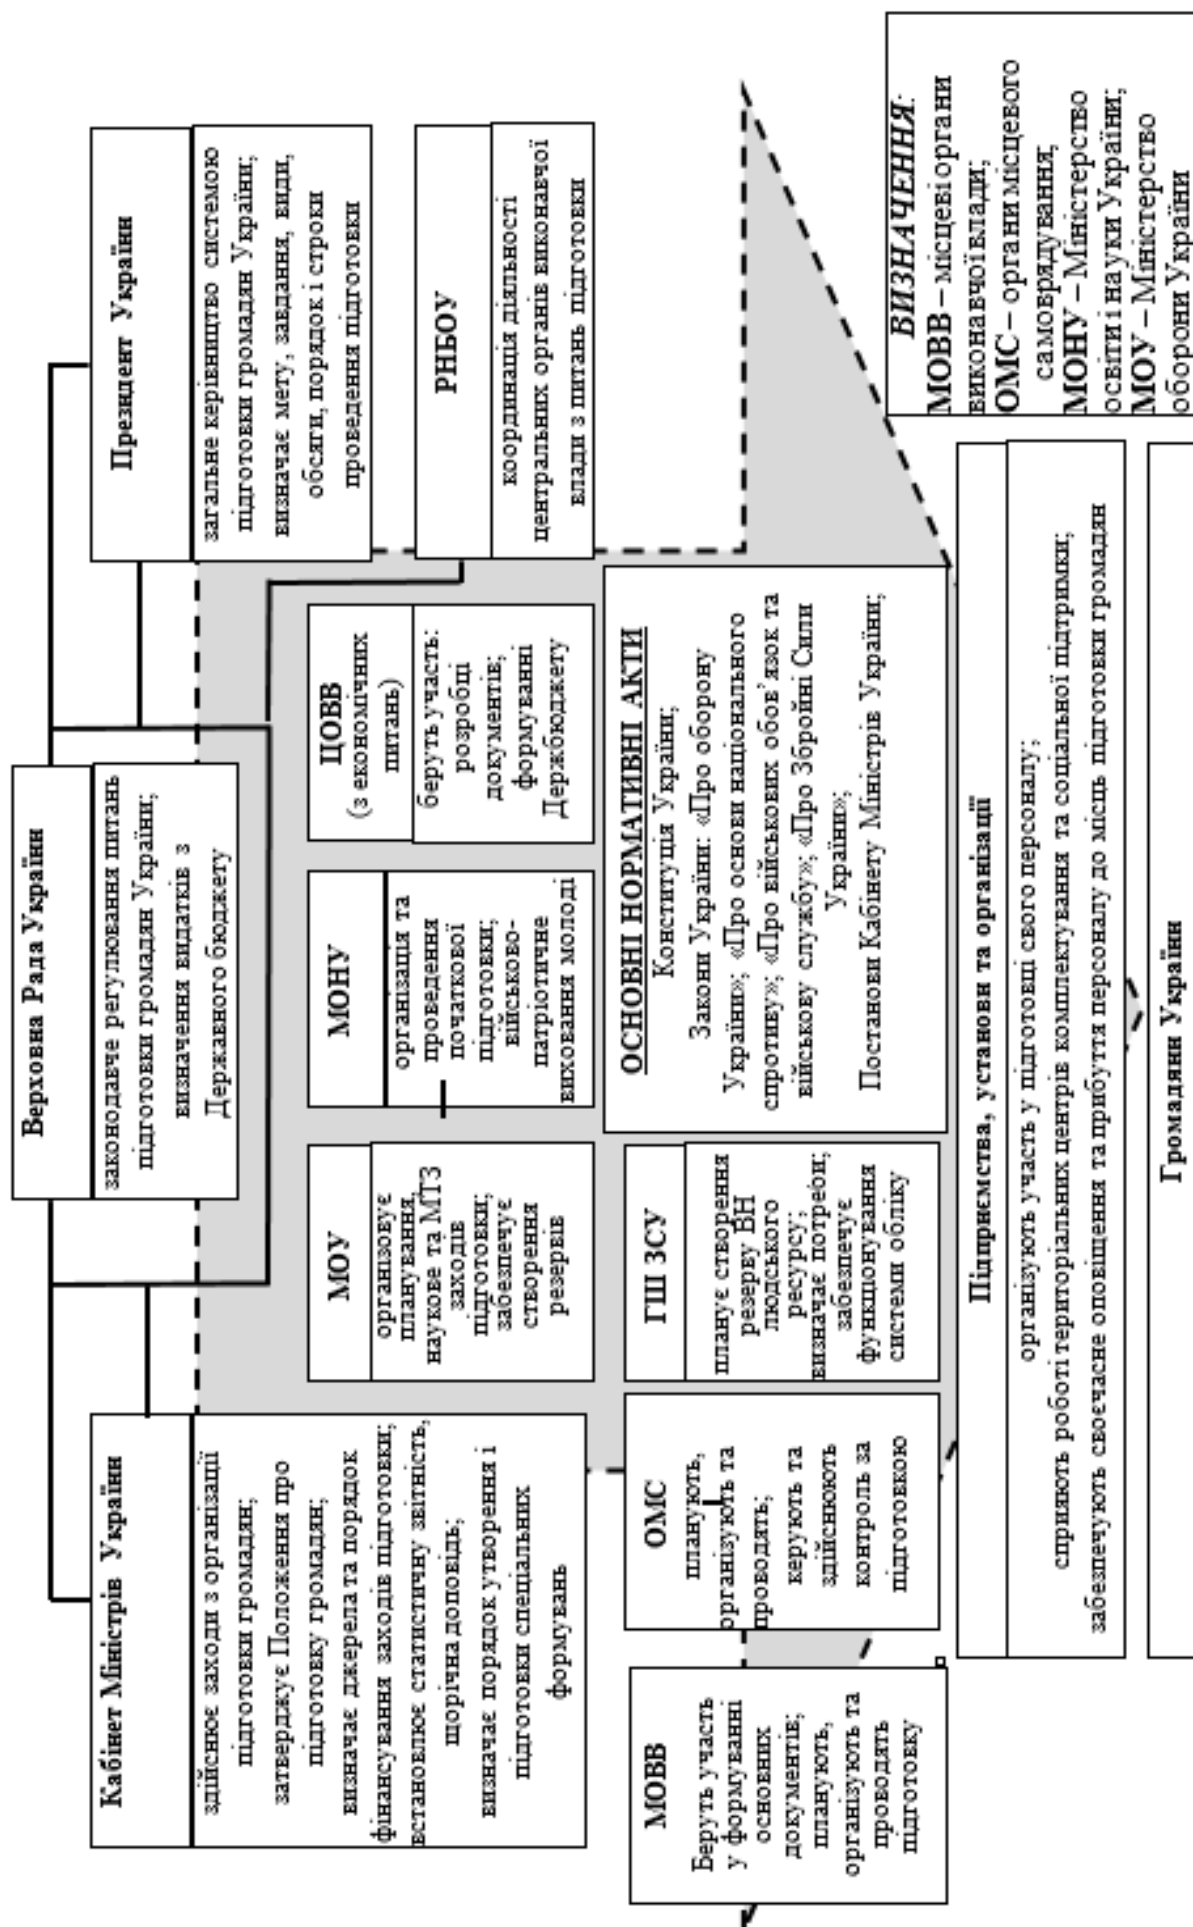 Верховна Рада України
законодавче регулювання питань
підготовки громадян України;
визначення видатків з
Державного бюджету
Кабінет Міністрів України
здійснює заходи з організації
підготовки громадян;
затверджує Положення про
підготовку громадян;
визначає джерела та порядок
фінансування заходів підготовки;
встановлює статистичну звітність,
щорічна доповідь;
визначає порядок утворення і
підготовки спеціальних
формувань
Президент України
загальне керівництво системою
підготовки громадян України;
визначає мету, завдання, види,
обсяги, порядок і строки
проведення підготовки
МОУ
організовує
планування,
наукове та МТЗ
заходів
підготовки;
забезпечує
створення
резервів
МОНУ
організація та
проведення
початкової
підготовки;
військово-
патріотичне
виховання молоді
ЦОВВ
(з економічних
питань)
беруть участь:
розробці
документів;
формуванні
Держбюджету
РНБОУ
координація діяльності
центральних органів виконавчої
влади з питань підготовки
МОВВ
Беруть участь
у формуванні
основних
документів;
планують,
організують та
проводять
підготовку
ОМС
планують,
організують та
проводять;
керують та
здійснюють
контроль за
підготовкою
ГШ ЗСУ
планує створення
резерву ВН
людського
ресурсу;
визначає потреби;
забезпечує
функціонування
системи обліку
ОСНОВНІ НОРМАТИВНІ АКТИ
Конституція України;
Закони України: «Про оборону
України»; «Про основи національного
спротиву»; «Про військових обов’язок та
військову службу»; «Про Збройні Сили
України»;
Постанови Кабінету Міністрів України;
Підприємства, установи та організації
організують участь у підготовці свого персоналу;
сприяють роботі територіальних центрів комплектування та соціальної підтримки;
забезпечують своєчасне оповіщення та прибуття персоналу до місць підготовки громадян
Громадяни України
ВИЗНАЧЕННЯ:
МОВВ – місцеві органи
виконавчої влади;
ОМС – органи місцевого
самоврядування;
МОНУ – Міністерство
освіти і науки України;
МОУ – Міністерство
оборони України